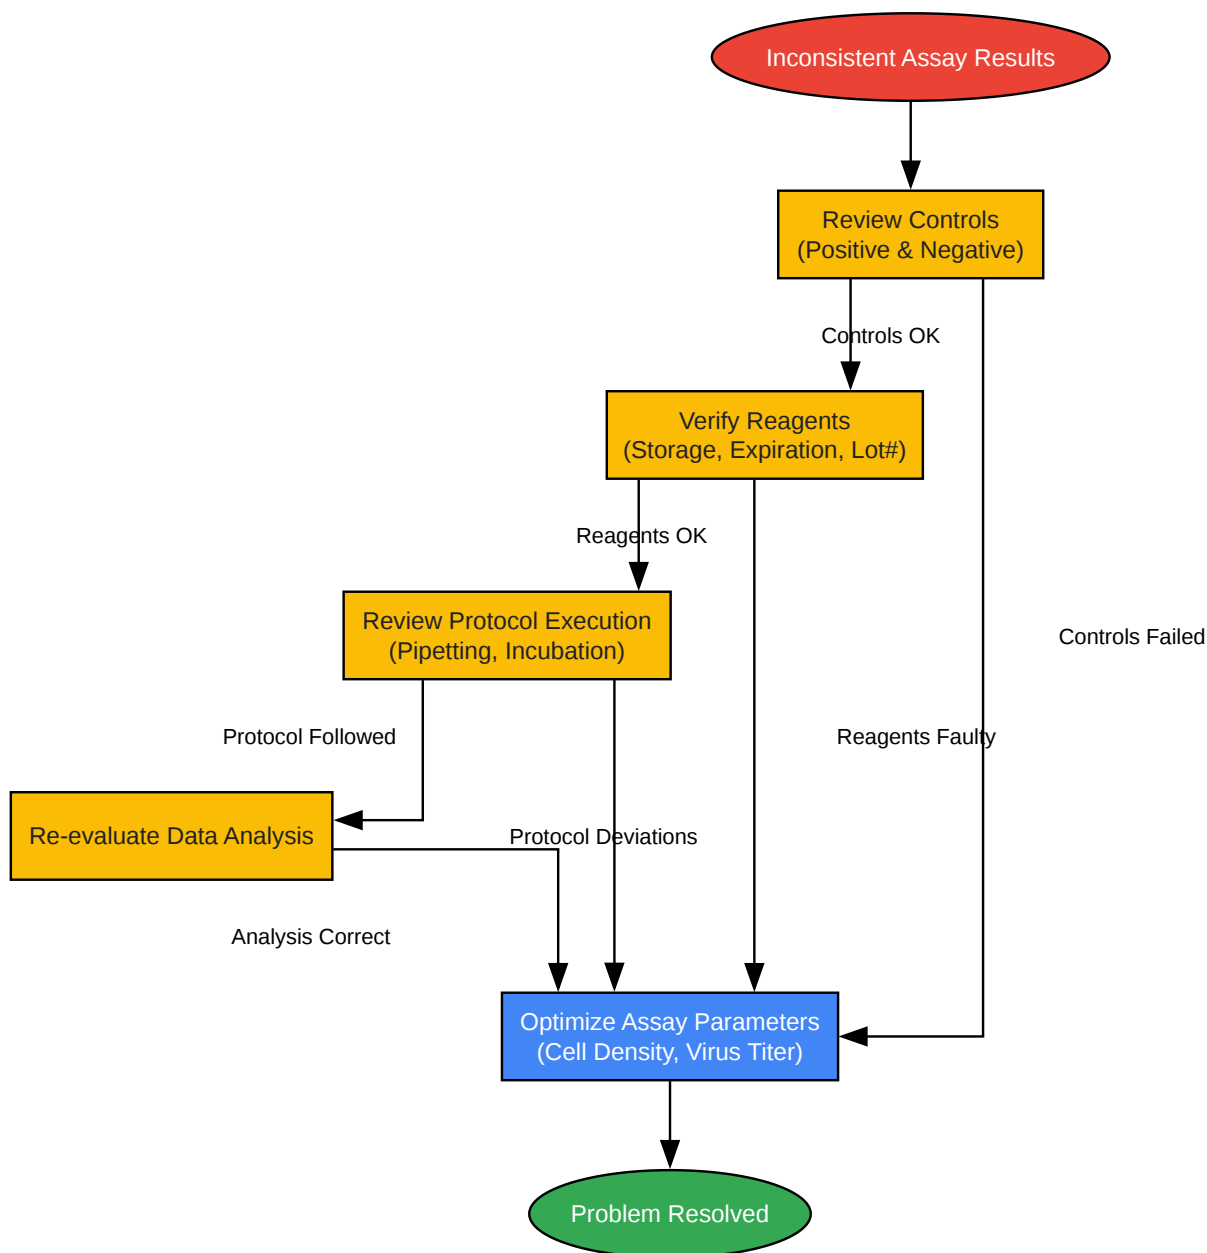 Inconsistent Assay Results
Review Controls
(Positive & Negative)
Controls OK
Verify Reagents
(Storage, Expiration, Lot#)
Reagents OK
Review Protocol Execution
(Pipetting, Incubation)
Controls Failed
Protocol Followed
Reagents Faulty
Re-evaluate Data Analysis
Protocol Deviations
Analysis Correct
Optimize Assay Parameters
(Cell Density, Virus Titer)
Problem Resolved